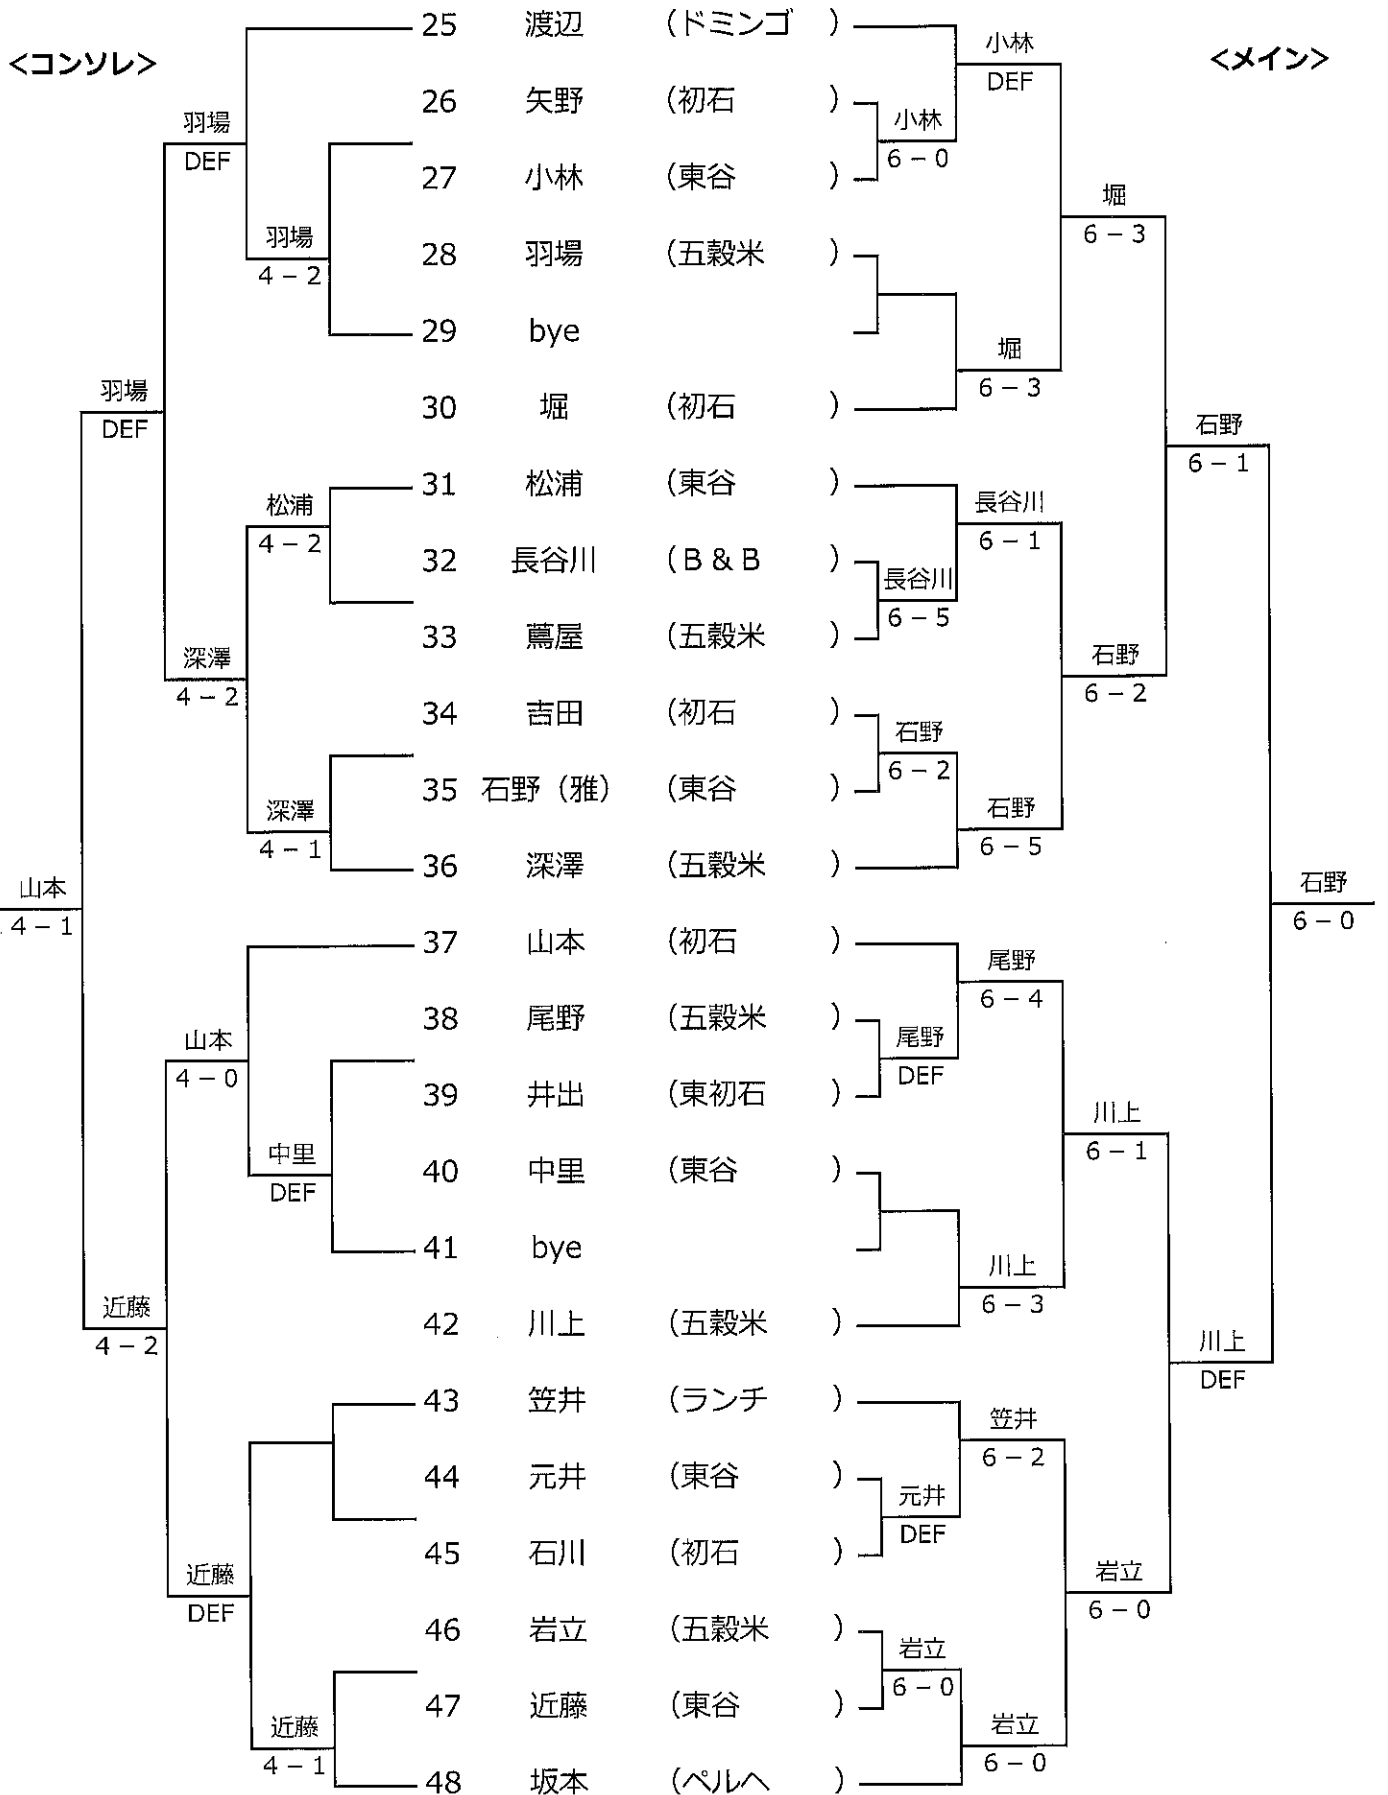 <コンソレ>
<メイン>
25 渡辺 （ドミンゴ ）
小林
DEF
26 矢野 （初石 ）
羽場
DEF
小林
6－0
27 小林 （東谷 ）
堀
6－3
羽場
4－2
28 羽場 （五穀米 ）
29 bye
堀
6－3
羽場
DEF
30 堀 （初石 ）
石野
6－1
31 松浦 （東谷 ）
松浦
4－2
長谷川
6－1
32 長谷川 （B＆B ）
長谷川
6－5
33 蔦屋 （五穀米 ）
深澤
4－2
石野
6－2
34 吉田 （初石 ）
石野
6－2
35 石野（雅） （東谷 ）
深澤
4－1
石野
6－5
36 深澤 （五穀米 ）
山本
4－1
石野
6－0
37 山本 （初石 ）
尾野
6－4
38 尾野 （五穀米 ）
山本
4－0
尾野
DEF
39 井出 （東初石 ）
川上
6－1
中里
DEF
40 中里 （東谷 ）
41 bye
川上
6－3
近藤
4－2
42 川上 （五穀米 ）
川上
DEF
43 笠井 （ランチ ）
笠井
6－2
44 元井 （東谷 ）
元井
DEF
45 石川 （初石 ）
近藤
DEF
岩立
6－0
46 岩立 （五穀米 ）
岩立
6－0
47 近藤 （東谷 ）
近藤
4－1
岩立
6－0
48 坂本 （ペルヘ ）